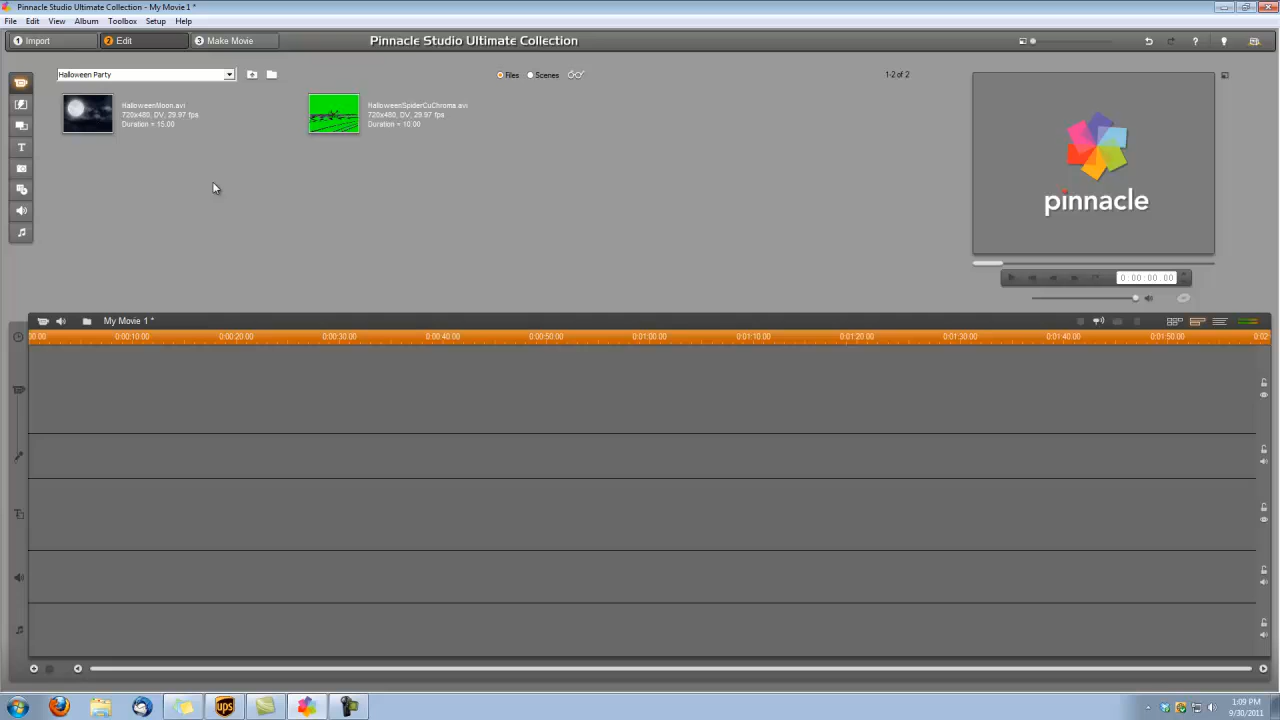 Pinnacle Studio Ultimate Collection - My Movie 1 *
File Edit View Album Toolbox Setup Help
1 Import 2 Edit 3 Make Movie Pinnacle Studio Ultimate Collection ?
Halloween Party Files Scenes 1-2 of 2
HalloweenMoon.avi
720x480, DV, 29.97 fps
Duration = 15.00
HalloweenSpiderCuChroma.avi
720x480, DV, 29.97 fps
Duration = 10.00
T
pinnacle
0:00:00.00
My Movie 1 *
00.00 0:00:10.00 0:00:20.00 0:00:30.00 0:00:40.00 0:00:50.00 0:01:00.00 0:01:10.00 0:01:20.00 0:01:30.00 0:01:40.00 0:01:50.00 0:02
ups
1:09 PM
9/30/2011